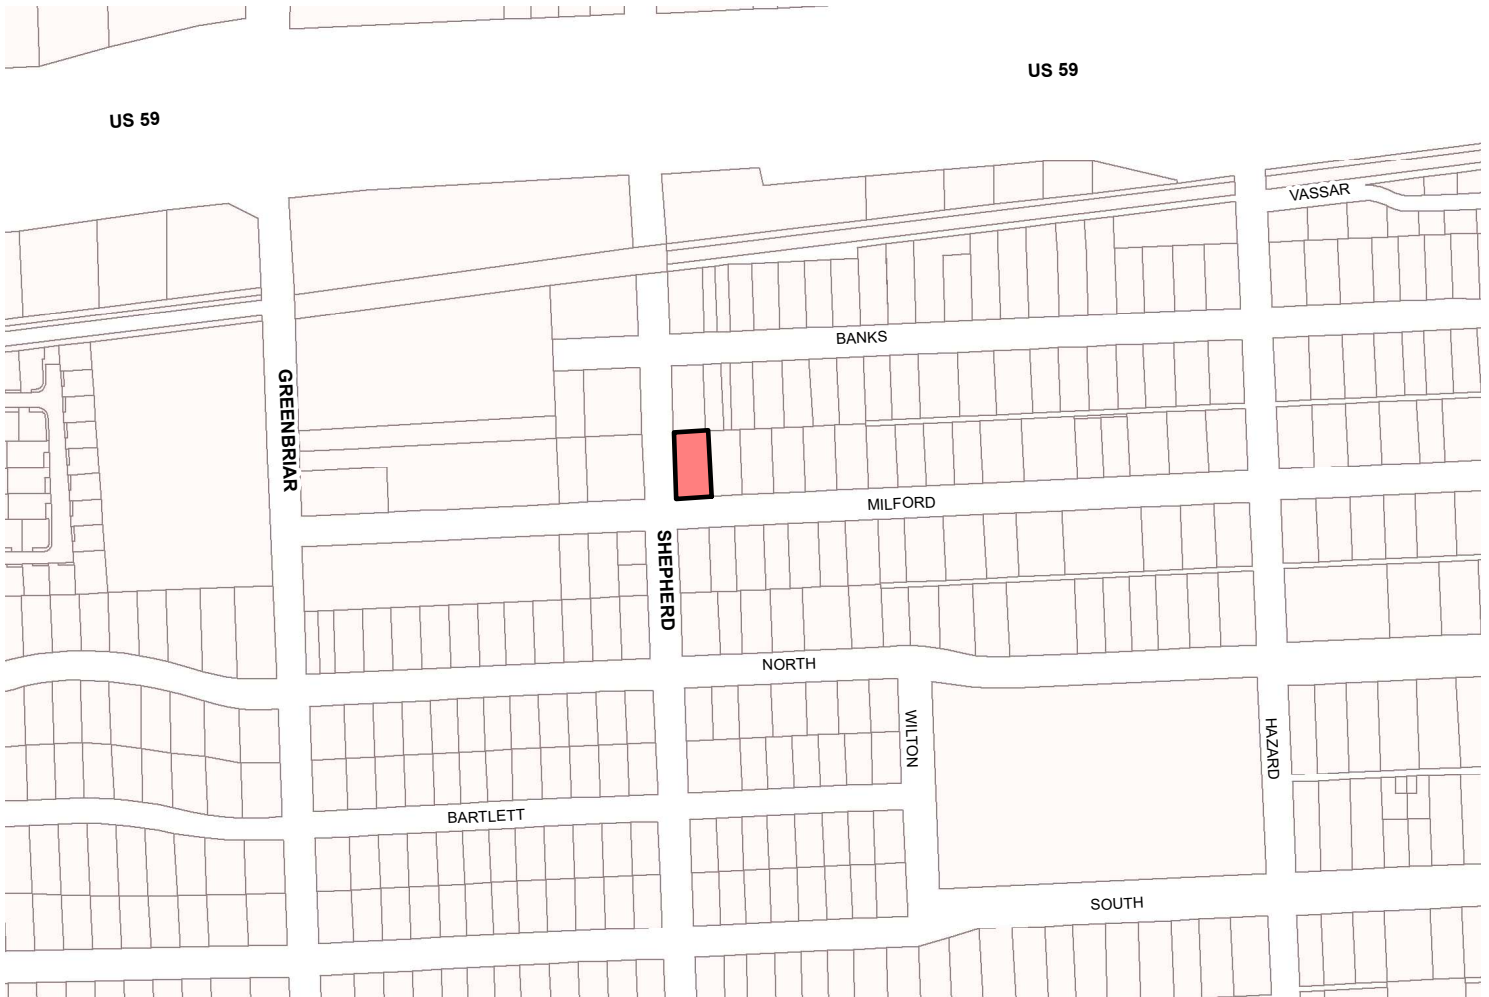 US 59
US 59
VASSAR
BANKS
GREENBRIAR
MILFORD
SHEPHERD
NORTH
WILTON
HAZARD
BARTLETT
SOUTH